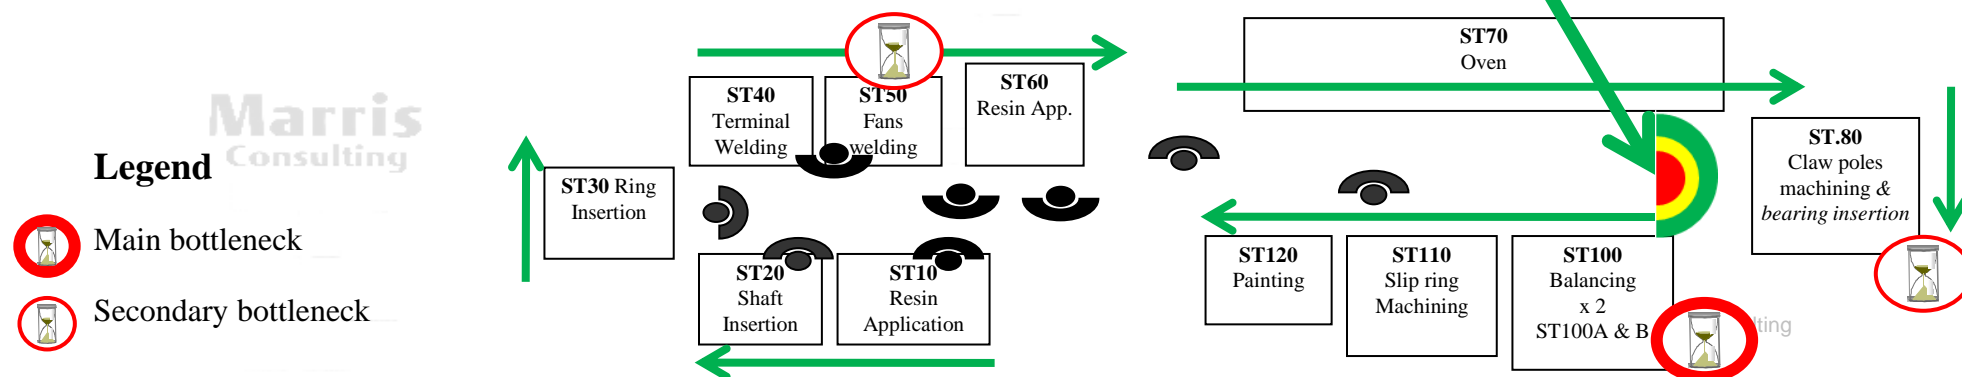 Marris
Consulting
Legend
Main bottleneck
Secondary bottleneck
ST30 Ring
Insertion
ST40
Terminal
Welding
ST50
Fans
welding
ST60
Resin App.
ST20
Shaft
Insertion
ST10
Resin
Application
ST70
Oven
ST.80
Claw poles
machining &
bearing insertion
ST120
Painting
ST110
Slip ring
Machining
ST100
Balancing
x 2
ST100A & B
lting